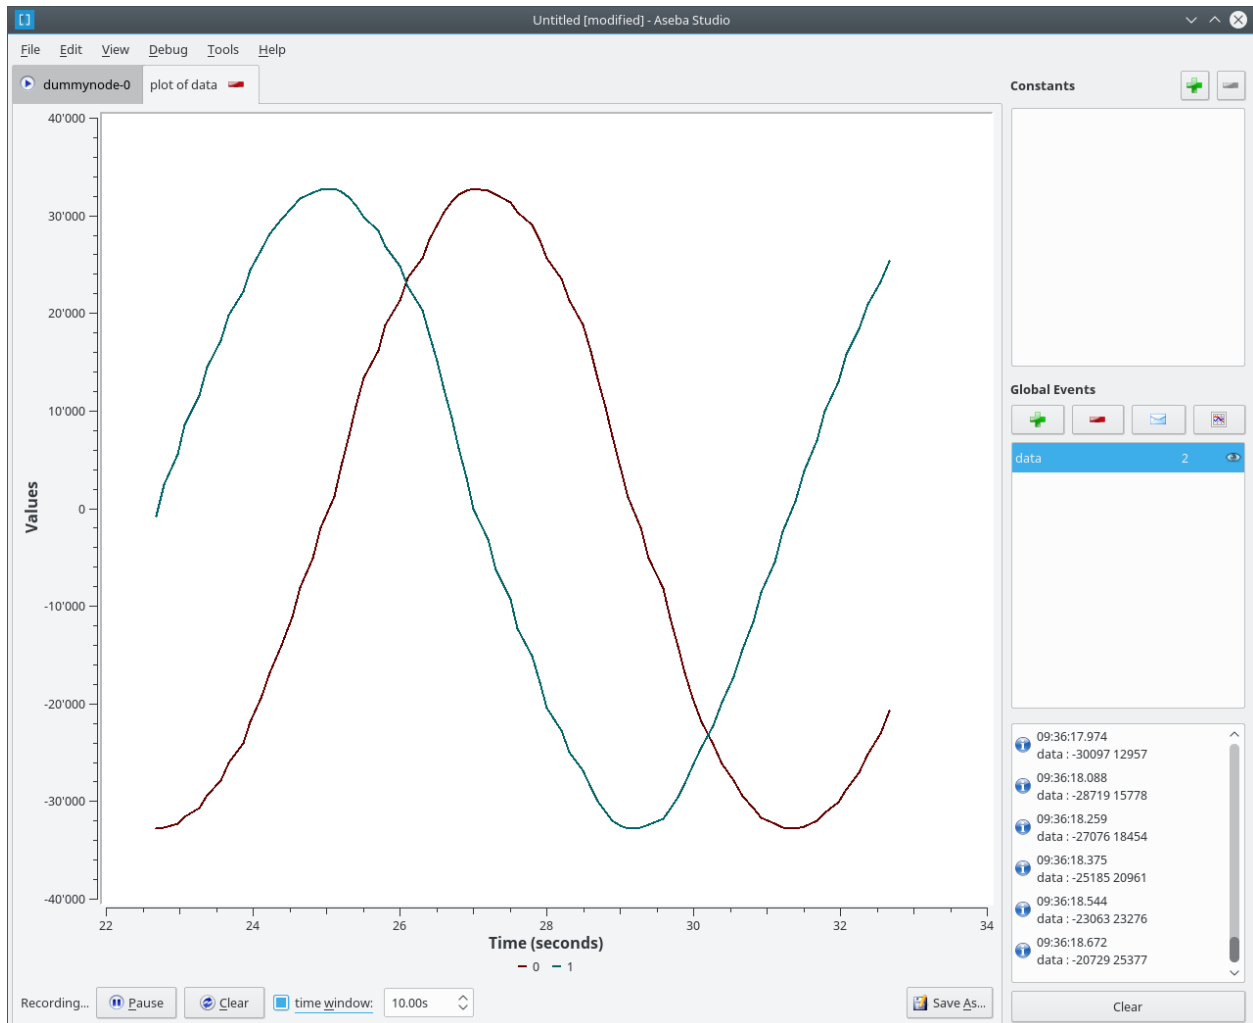 Untitled [modified] - Aseba Studio
File Edit View Debug Tools Help
dummynode-0 plot of data
Constants
40'000
30'000
20'000
10'000
0
-10'000
-20'000
-30'000
-40'000
Values
22 24 26 28 30 32 34
Time (seconds)
0 1
Recording... Pause Clear time window: 10.00s Save As...
Global Events
data 2
09:36:17.974
data : -30097 12957
09:36:18.088
data : -28719 15778
09:36:18.259
data : -27076 18454
09:36:18.375
data : -25185 20961
09:36:18.544
data : -23063 23276
09:36:18.672
data : -20729 25377
Clear